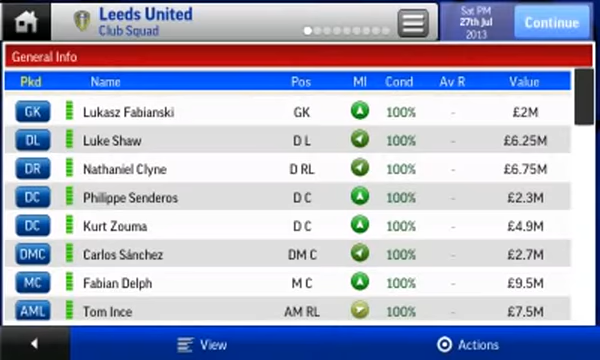 Leeds United
Club Squad
Sat PM
27th Jul
2013
Continue
General Info
Pkd Name Pos Ml Cond Av R Value
GK Lukasz Fabianski GK 100% - £2M
DL Luke Shaw D L 100% - £6.25M
DR Nathaniel Clyne D RL 100% - £6.75M
DC Philippe Senderos D C 100% - £2.3M
DC Kurt Zouma D C 100% - £4.9M
DMC Carlos Sánchez DM C 100% - £2.7M
MC Fabian Delph M C 100% - £9.5M
AML Tom Ince AM RL 100% - £7.5M
View Actions